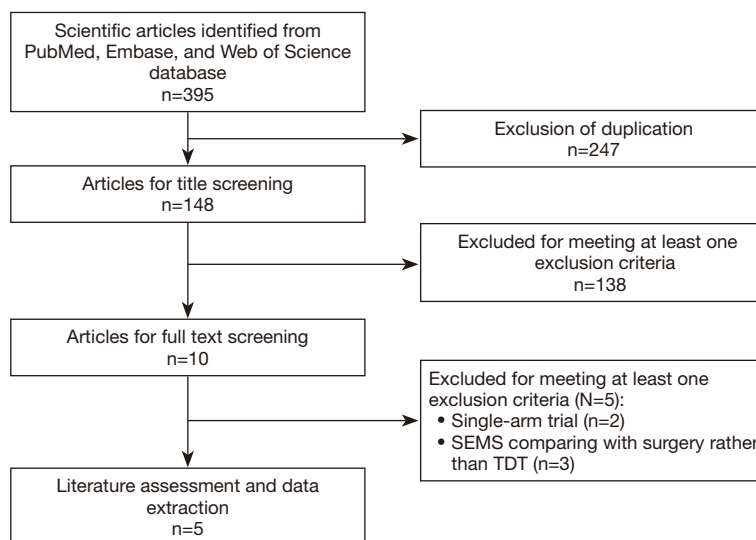 Scientific articles identified from
PubMed, Embase, and Web of Science
database
n=395
Exclusion of duplication
n=247
Articles for title screening
n=148
Excluded for meeting at least one
exclusion criteria
n=138
Articles for full text screening
n=10
Excluded for meeting at least one
exclusion criteria (N=5):
• Single-arm trial (n=2)
• SEMS comparing with surgery rather
than TDT (n=3)
Literature assessment and data
extraction
n=5